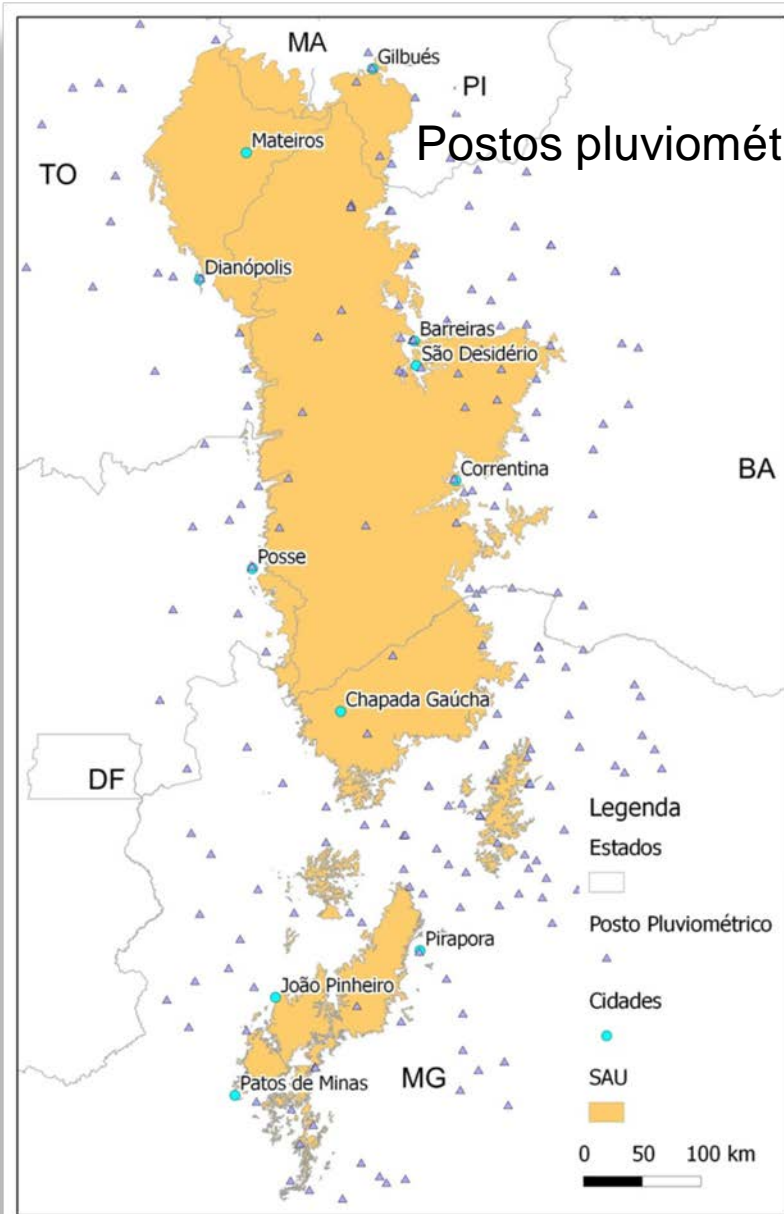 MA
Gilbués
PI
Postos pluviomét
Mateiros
TO
Dianópolis
Barreiras
São Desidério
Correntina
BA
Posse
Chapada Gaúcha
DF
Legenda
Estados
Posto Pluviométrico
Pirapora
Cidades
João Pinheiro
SAU
MG
Patos de Minas
0 50 100 km